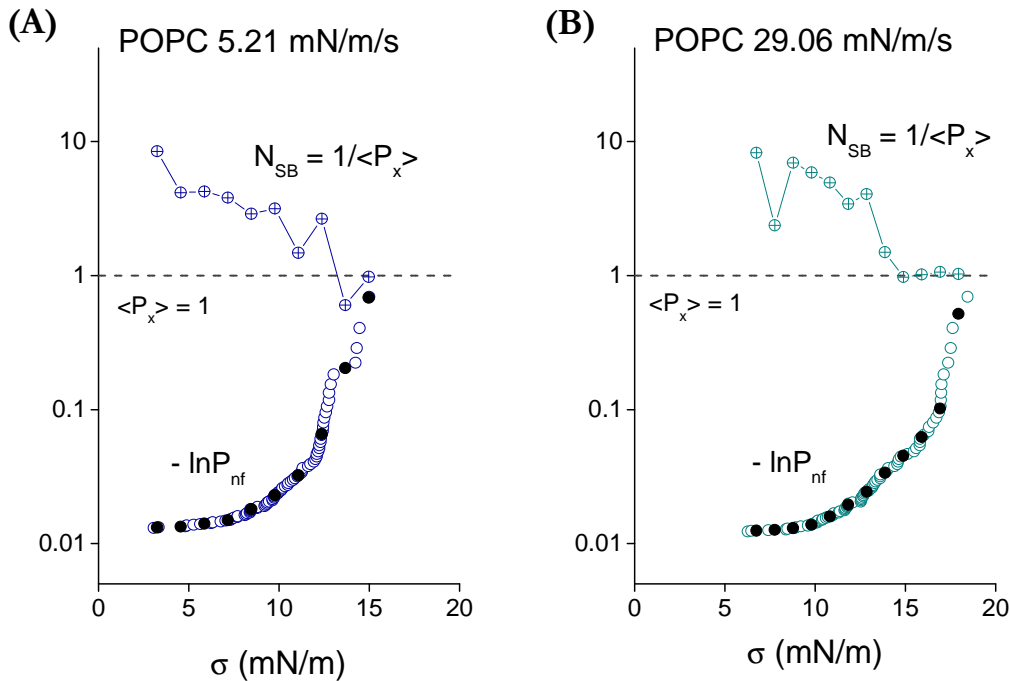 (A)
POPC 5.21 mN/m/s
10
1
0.1
0.01
N_SB = 1/<P_x>
<P_x> = 1
- lnP_nf
0 5 10 15 20
σ (mN/m)
(B)
POPC 29.06 mN/m/s
10
1
0.1
0.01
N_SB = 1/<P_x>
<P_x> = 1
- lnP_nf
0 5 10 15 20
σ (mN/m)